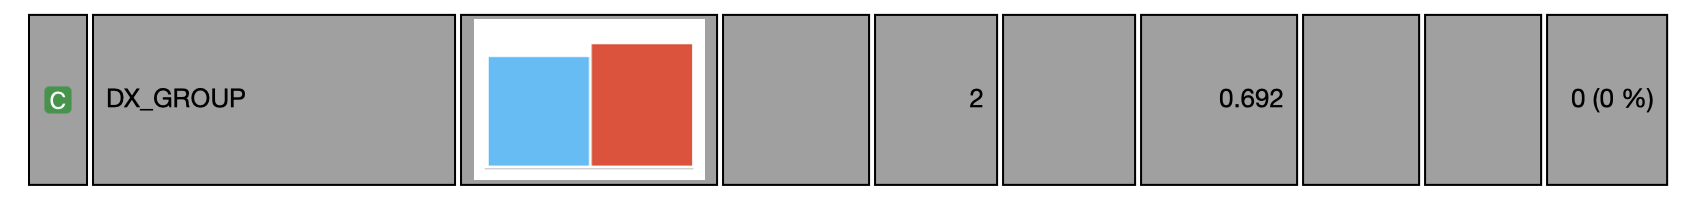 C DX_GROUP 2 0.692 0 (0 %)